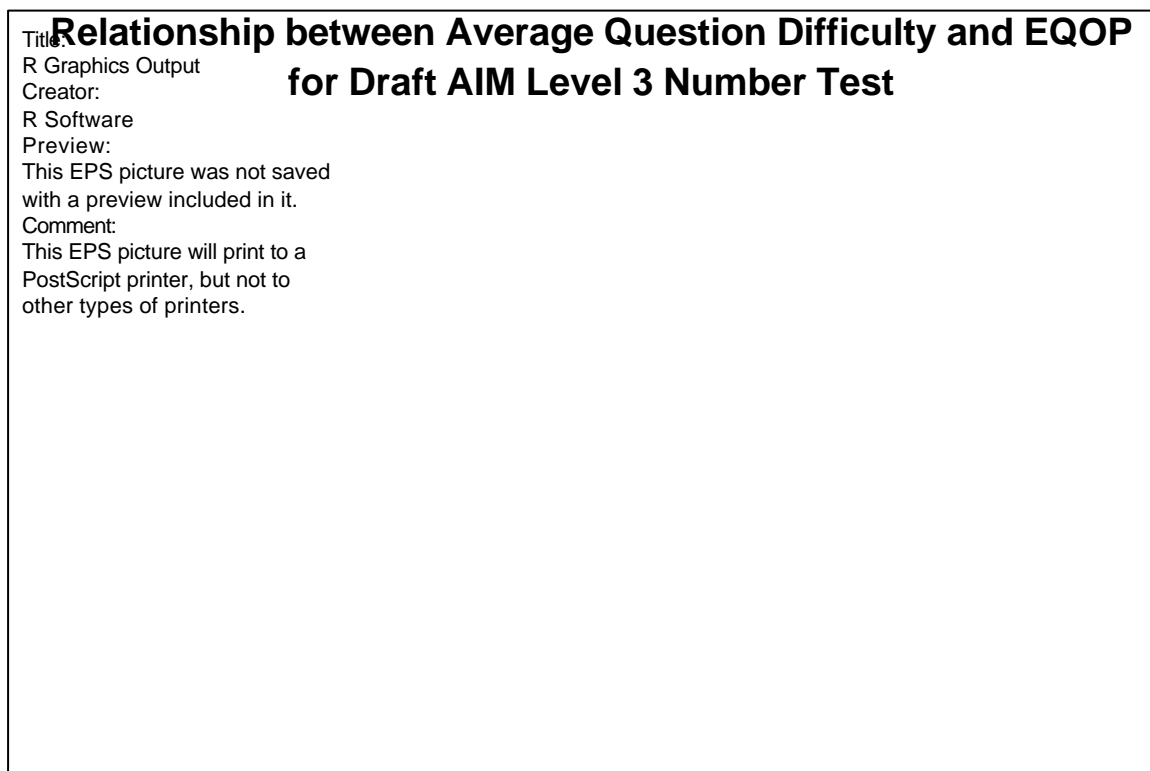 Relationship between Average Question Difficulty and EQOP
for Draft AIM Level 3 Number Test
Title:
R Graphics Output
Creator:
R Software
Preview:
This EPS picture was not saved
with a preview included in it.
Comment:
This EPS picture will print to a
PostScript printer, but not to
other types of printers.